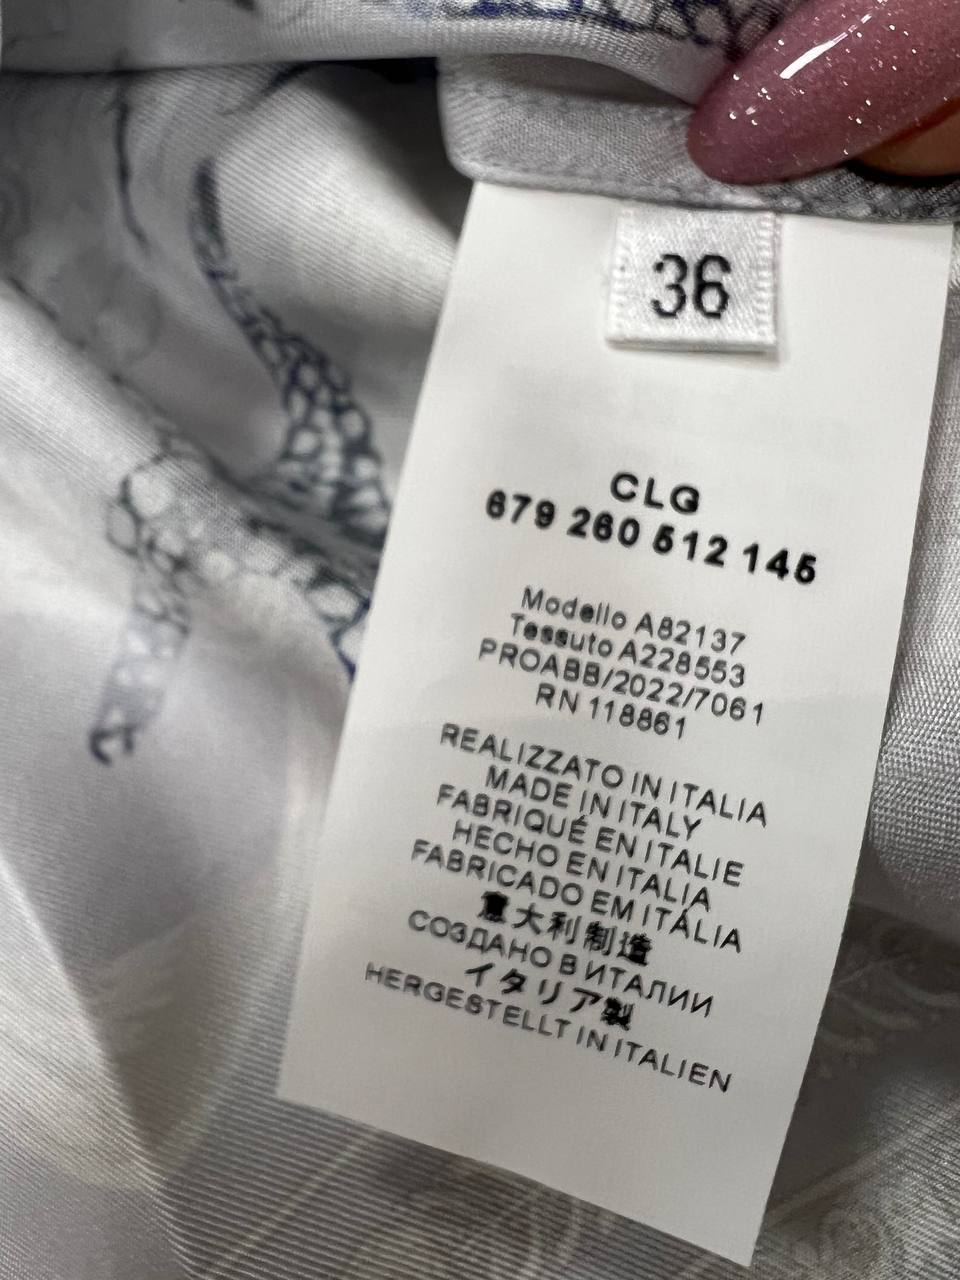 36
CLG
679 260 512 145
Modello A82137
Tessuto A228553
PROABB/2022/7061
RN 118861
REALIZZATO IN ITALIA
MADE IN ITALY
FABRIQUÉ EN ITALIE
HECHO EN ITALIA
FABRICADO EM ITÁLIA
意大利制造
СОЗДАНО В ИТАЛИИ
イタリア製
HERGESTELLT IN ITALIEN